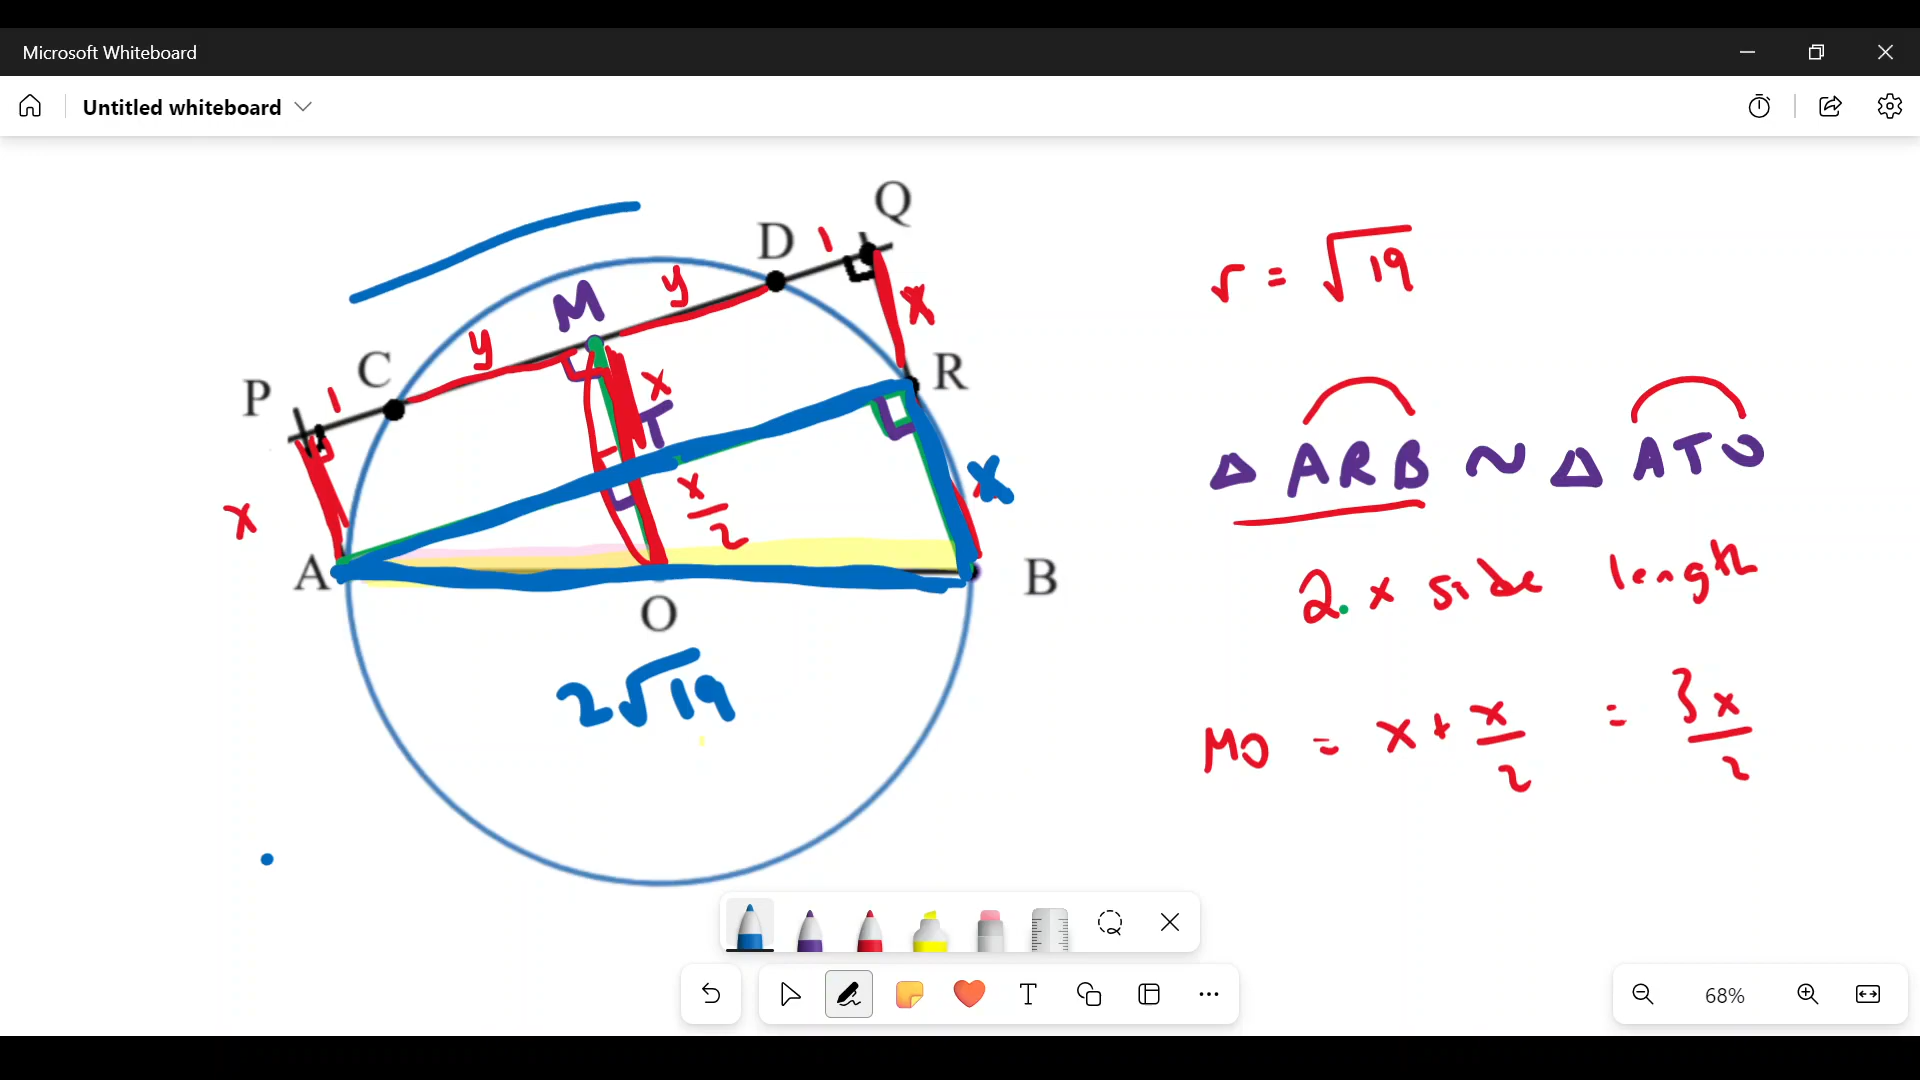 Microsoft Whiteboard
Untitled whiteboard
Q
D
1
x
M
y
y
C
P
1
R
x
T
x
x/2
x
A
B
O
2√19
r = √19
△ ARB ~ △ ATO
2 x side length
MO = x + x/2 = 3x/2
T
68%